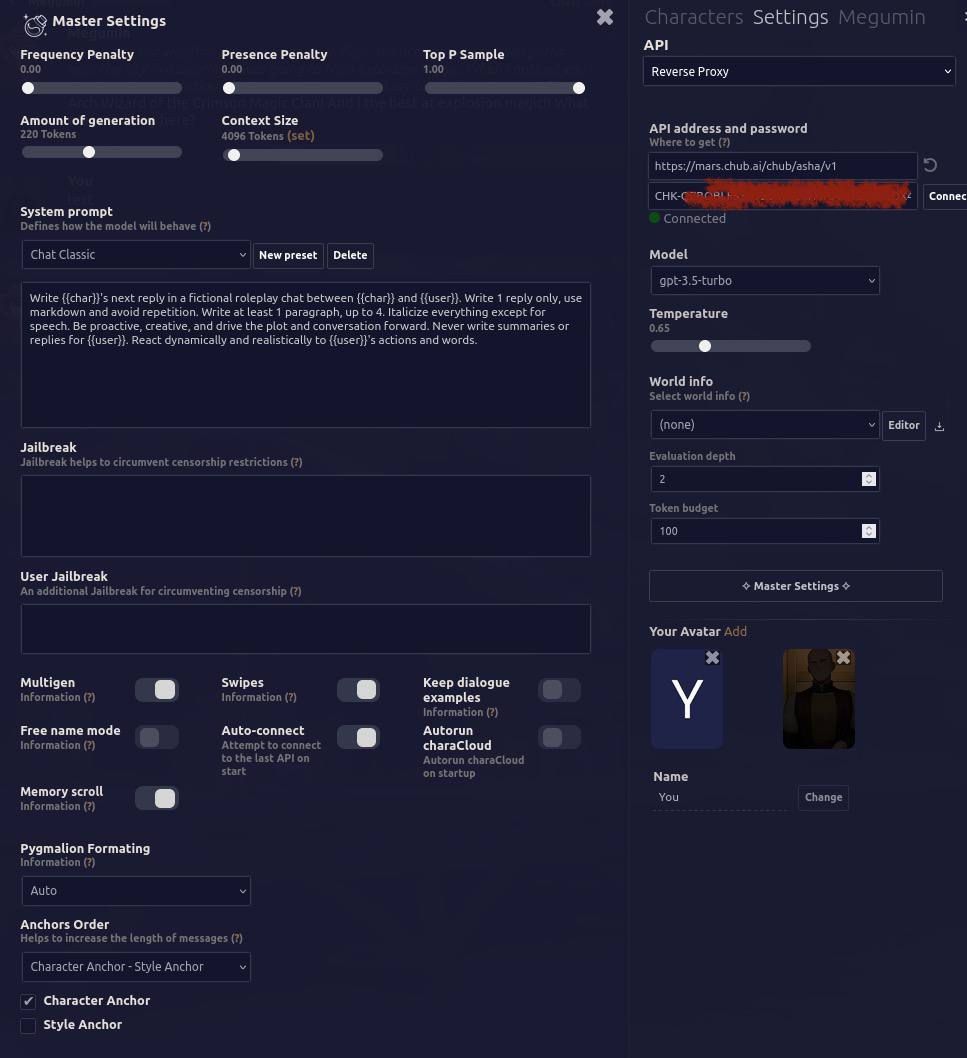 Master Settings
Frequency Penalty
0.00
Presence Penalty
0.00
Top P Sample
1.00
Amount of generation
220 Tokens
Context Size
4096 Tokens (set)
System prompt
Defines how the model will behave (?)
Chat Classic
New preset
Delete
Write {{char}}'s next reply in a fictional roleplay chat between {{char}} and {{user}}. Write 1 reply only, use
markdown and avoid repetition. Write at least 1 paragraph, up to 4. Italicize everything except for
speech. Be proactive, creative, and drive the plot and conversation forward. Never write summaries or
replies for {{user}}. React dynamically and realistically to {{user}}'s actions and words.
Jailbreak
Jailbreak helps to circumvent censorship restrictions (?)
User Jailbreak
An additional Jailbreak for circumventing censorship (?)
Multigen
Information (?)
Swipes
Information (?)
Keep dialogue
examples
Information (?)
Free name mode
Information (?)
Auto-connect
Attempt to connect
to the last API on
start
Autorun
charaCloud
Autorun charaCloud
on startup
Memory scroll
Information (?)
Pygmalion Formating
Information (?)
Auto
Anchors Order
Helps to increase the length of messages (?)
Character Anchor - Style Anchor
Character Anchor
Style Anchor
Characters Settings Megumin
API
Reverse Proxy
API address and password
Where to get (?)
https://mars.chub.ai/chub/asha/v1
CHK-
Connec
Connected
Model
gpt-3.5-turbo
Temperature
0.65
World info
Select world info (?)
(none)
Editor
Evaluation depth
2
Token budget
100
✧ Master Settings ✧
Your Avatar Add
Y
Name
You
Change